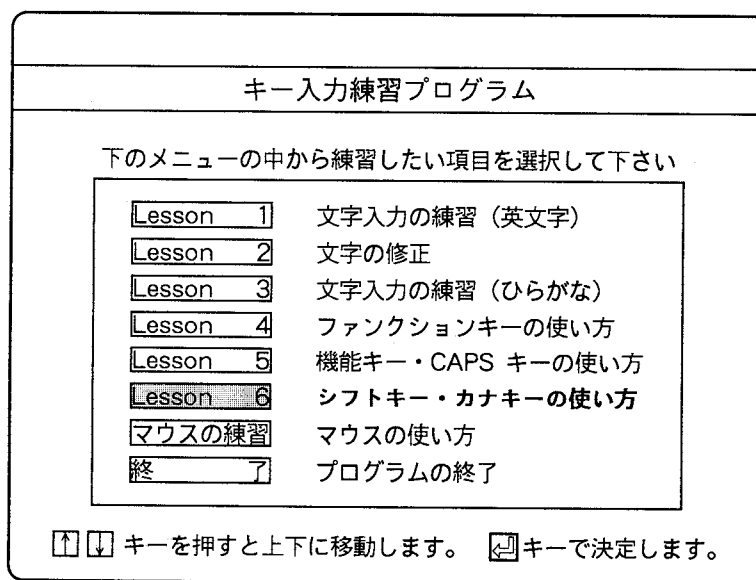 キー入力練習プログラム
下のメニューの中から練習したい項目を選択して下さい
Lesson 1 文字入力の練習（英文字）
Lesson 2 文字の修正
Lesson 3 文字入力の練習（ひらがな）
Lesson 4 ファンクションキーの使い方
Lesson 5 機能キー・CAPS キーの使い方
Lesson 6 シフトキー・カナキーの使い方
マウスの練習 マウスの使い方
終 了 プログラムの終了
↑ ↓ キーを押すと上下に移動します。 ↵ キーで決定します。